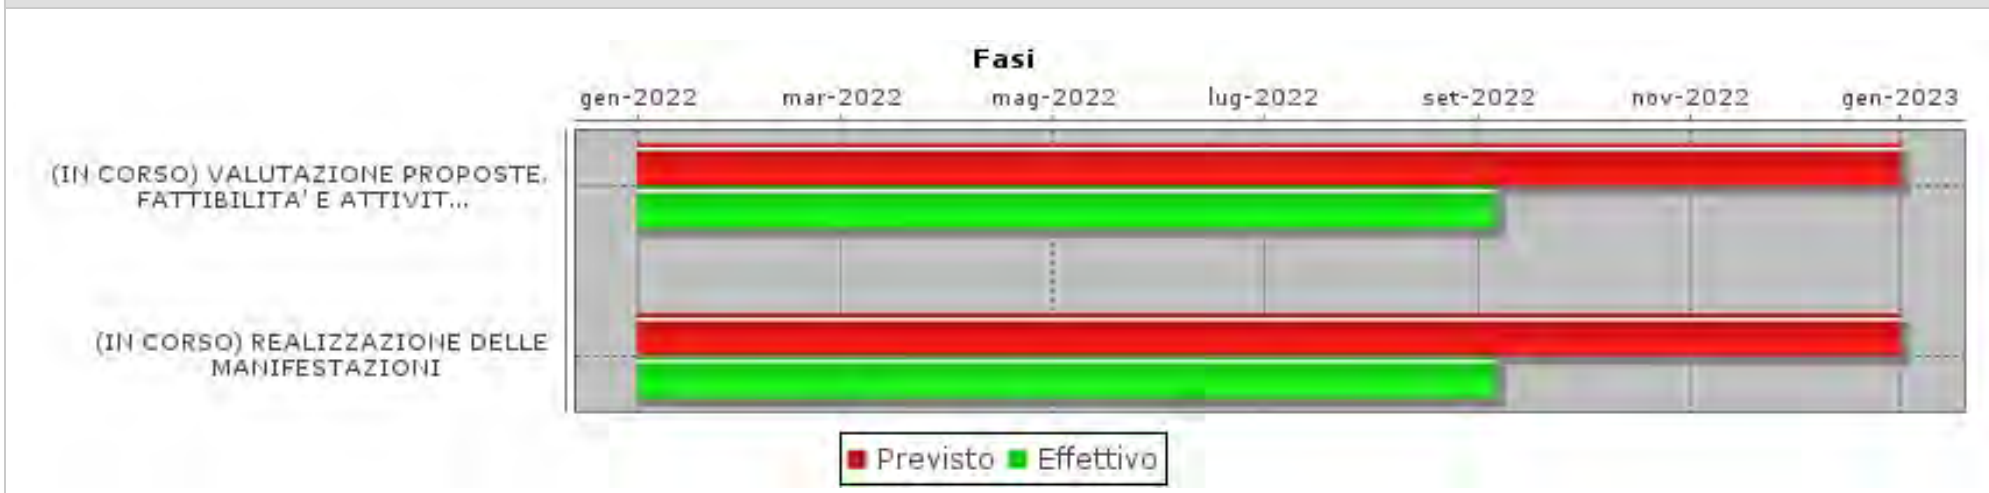 Fasi
gen-2022 mar-2022 mag-2022 lug-2022 set-2022 nov-2022 gen-2023
(IN CORSO) VALUTAZIONE PROPOSTE,
FATTIBILITA' E ATTIVIT...
(IN CORSO) REALIZZAZIONE DELLE
MANIFESTAZIONI
Previsto Effettivo